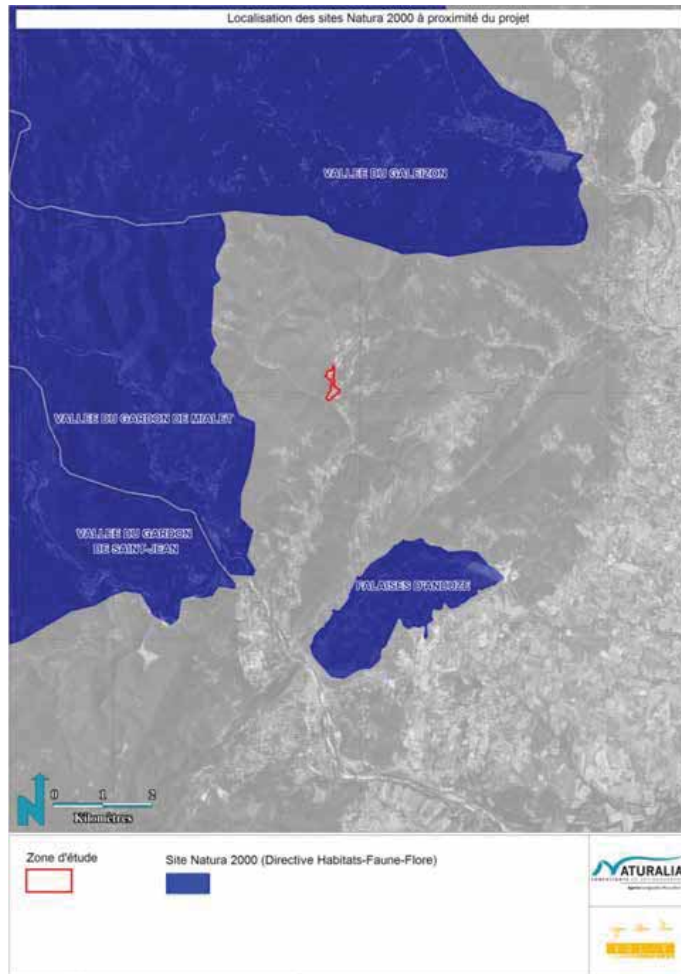 Localisation des sites Natura 2000 à proximité du projet
VALLEE DU GALEIZON
VALLEE DU GARDON DE MIALET
VALLEE DU GARDON
DE SAINT-JEAN
FALAISES D'ANDUZE
N
0 1 2
Kilomètres
Zone d'étude
Site Natura 2000 (Directive Habitats-Faune-Flore)
NATURALIA